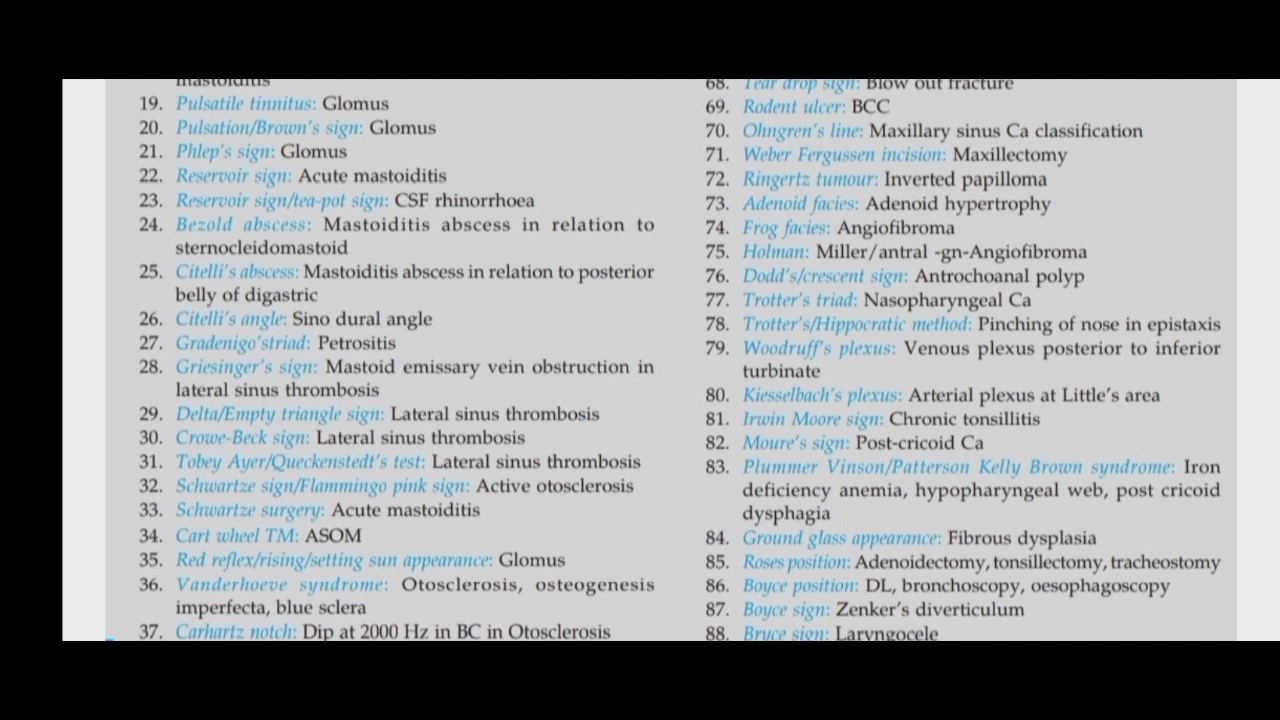 mastoiditis
19. Pulsatile tinnitus: Glomus
20. Pulsation/Brown's sign: Glomus
21. Phlep's sign: Glomus
22. Reservoir sign: Acute mastoiditis
23. Reservoir sign/tea-pot sign: CSF rhinorrhoea
24. Bezold abscess: Mastoiditis abscess in relation to
sternocleidomastoid
25. Citelli's abscess: Mastoiditis abscess in relation to posterior
belly of digastric
26. Citelli's angle: Sino dural angle
27. Gradenigo'striad: Petrositis
28. Griesinger's sign: Mastoid emissary vein obstruction in
lateral sinus thrombosis
29. Delta/Empty triangle sign: Lateral sinus thrombosis
30. Crowe-Beck sign: Lateral sinus thrombosis
31. Tobey Ayer/Queckenstedt's test: Lateral sinus thrombosis
32. Schwartze sign/Flammingo pink sign: Active otosclerosis
33. Schwartze surgery: Acute mastoiditis
34. Cart wheel TM: ASOM
35. Red reflex/rising/setting sun appearance: Glomus
36. Vanderhoeve syndrome: Otosclerosis, osteogenesis
imperfecta, blue sclera
37. Carhartz notch: Dip at 2000 Hz in BC in Otosclerosis
68. Tear drop sign: Blow out fracture
69. Rodent ulcer: BCC
70. Ohngren's line: Maxillary sinus Ca classification
71. Weber Fergussen incision: Maxillectomy
72. Ringertz tumour: Inverted papilloma
73. Adenoid facies: Adenoid hypertrophy
74. Frog facies: Angiofibroma
75. Holman: Miller/antral -gn-Angiofibroma
76. Dodd's/crescent sign: Antrochoanal polyp
77. Trotter's triad: Nasopharyngeal Ca
78. Trotter's/Hippocratic method: Pinching of nose in epistaxis
79. Woodruff's plexus: Venous plexus posterior to inferior
turbinate
80. Kiesselbach's plexus: Arterial plexus at Little's area
81. Irwin Moore sign: Chronic tonsillitis
82. Moure's sign: Post-cricoid Ca
83. Plummer Vinson/Patterson Kelly Brown syndrome: Iron
deficiency anemia, hypopharyngeal web, post cricoid
dysphagia
84. Ground glass appearance: Fibrous dysplasia
85. Roses position: Adenoidectomy, tonsillectomy, tracheostomy
86. Boyce position: DL, bronchoscopy, oesophagoscopy
87. Boyce sign: Zenker's diverticulum
88. Bryce sign: Laryngocele